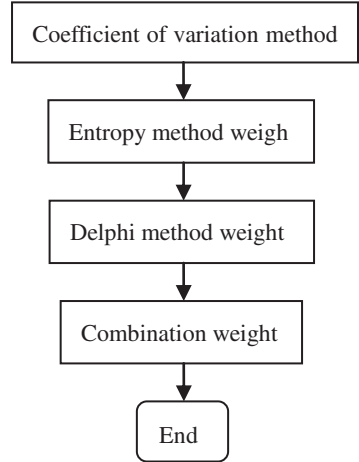 Coefficient of variation method
Entropy method weigh
Delphi method weight
Combination weight
End